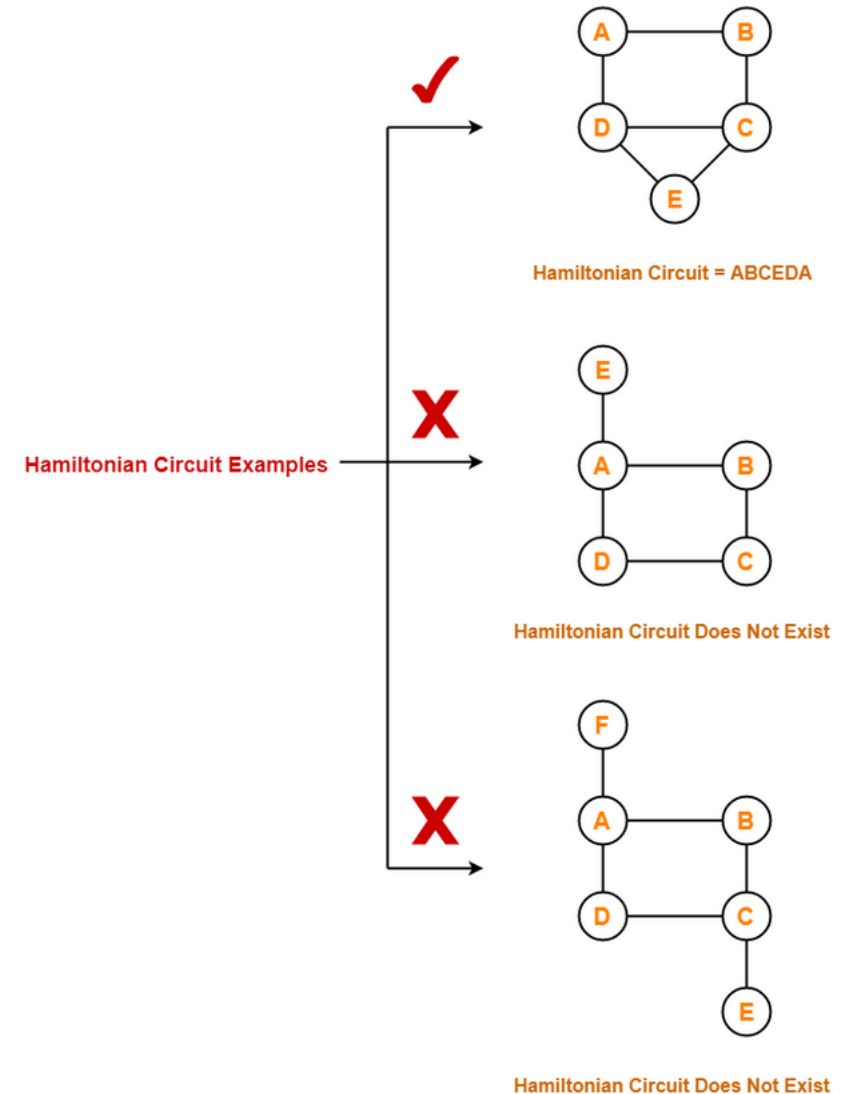 A
B
D
C
E
Hamiltonian Circuit = ABCEDA
X
E
Hamiltonian Circuit Examples
A
B
D
C
Hamiltonian Circuit Does Not Exist
F
X
A
B
D
C
E
Hamiltonian Circuit Does Not Exist